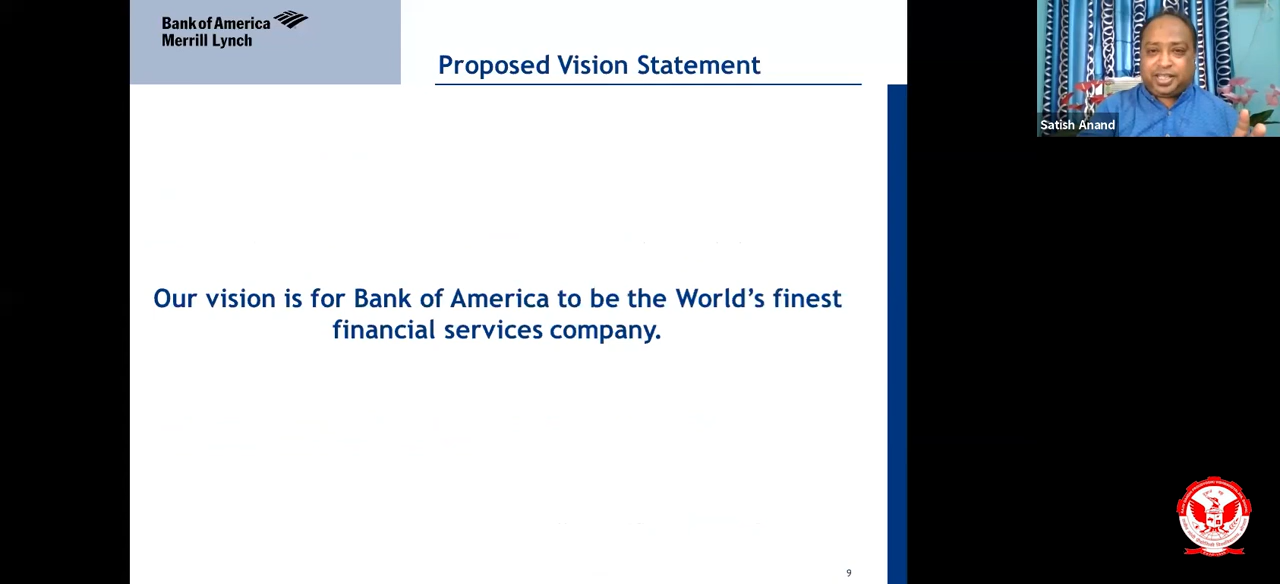 Bank of America
Merrill Lynch
Proposed Vision Statement
Satish Anand
Our vision is for Bank of America to be the World's finest
financial services company.
9